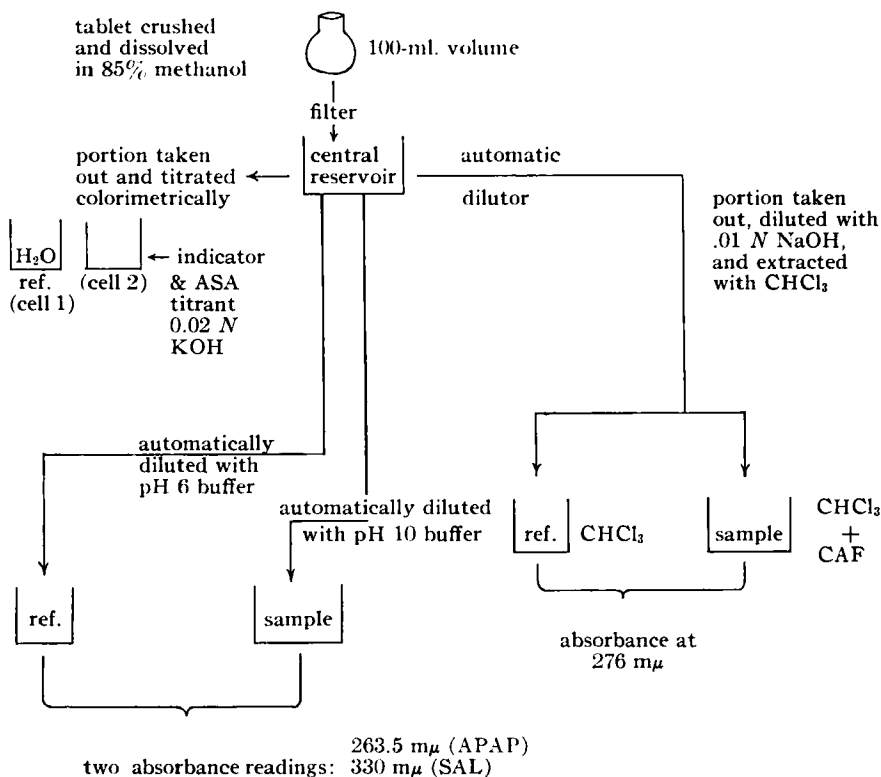 tablet crushed
and dissolved
in 85% methanol
100-ml. volume
filter
central
reservoir
portion taken
out and titrated
colorimetrically
automatic
dilutor
portion taken
out, diluted with
.01 N NaOH,
and extracted
with CHCl₃
H₂O
ref.
(cell 1)
(cell 2)
indicator
& ASA
titrant
0.02 N
KOH
automatically
diluted with
pH 6 buffer
automatically diluted
with pH 10 buffer
ref.
CHCl₃
sample
CHCl₃
+
CAF
ref.
sample
absorbance at
276 mμ
263.5 mμ (APAP)
two absorbance readings: 330 mμ (SAL)